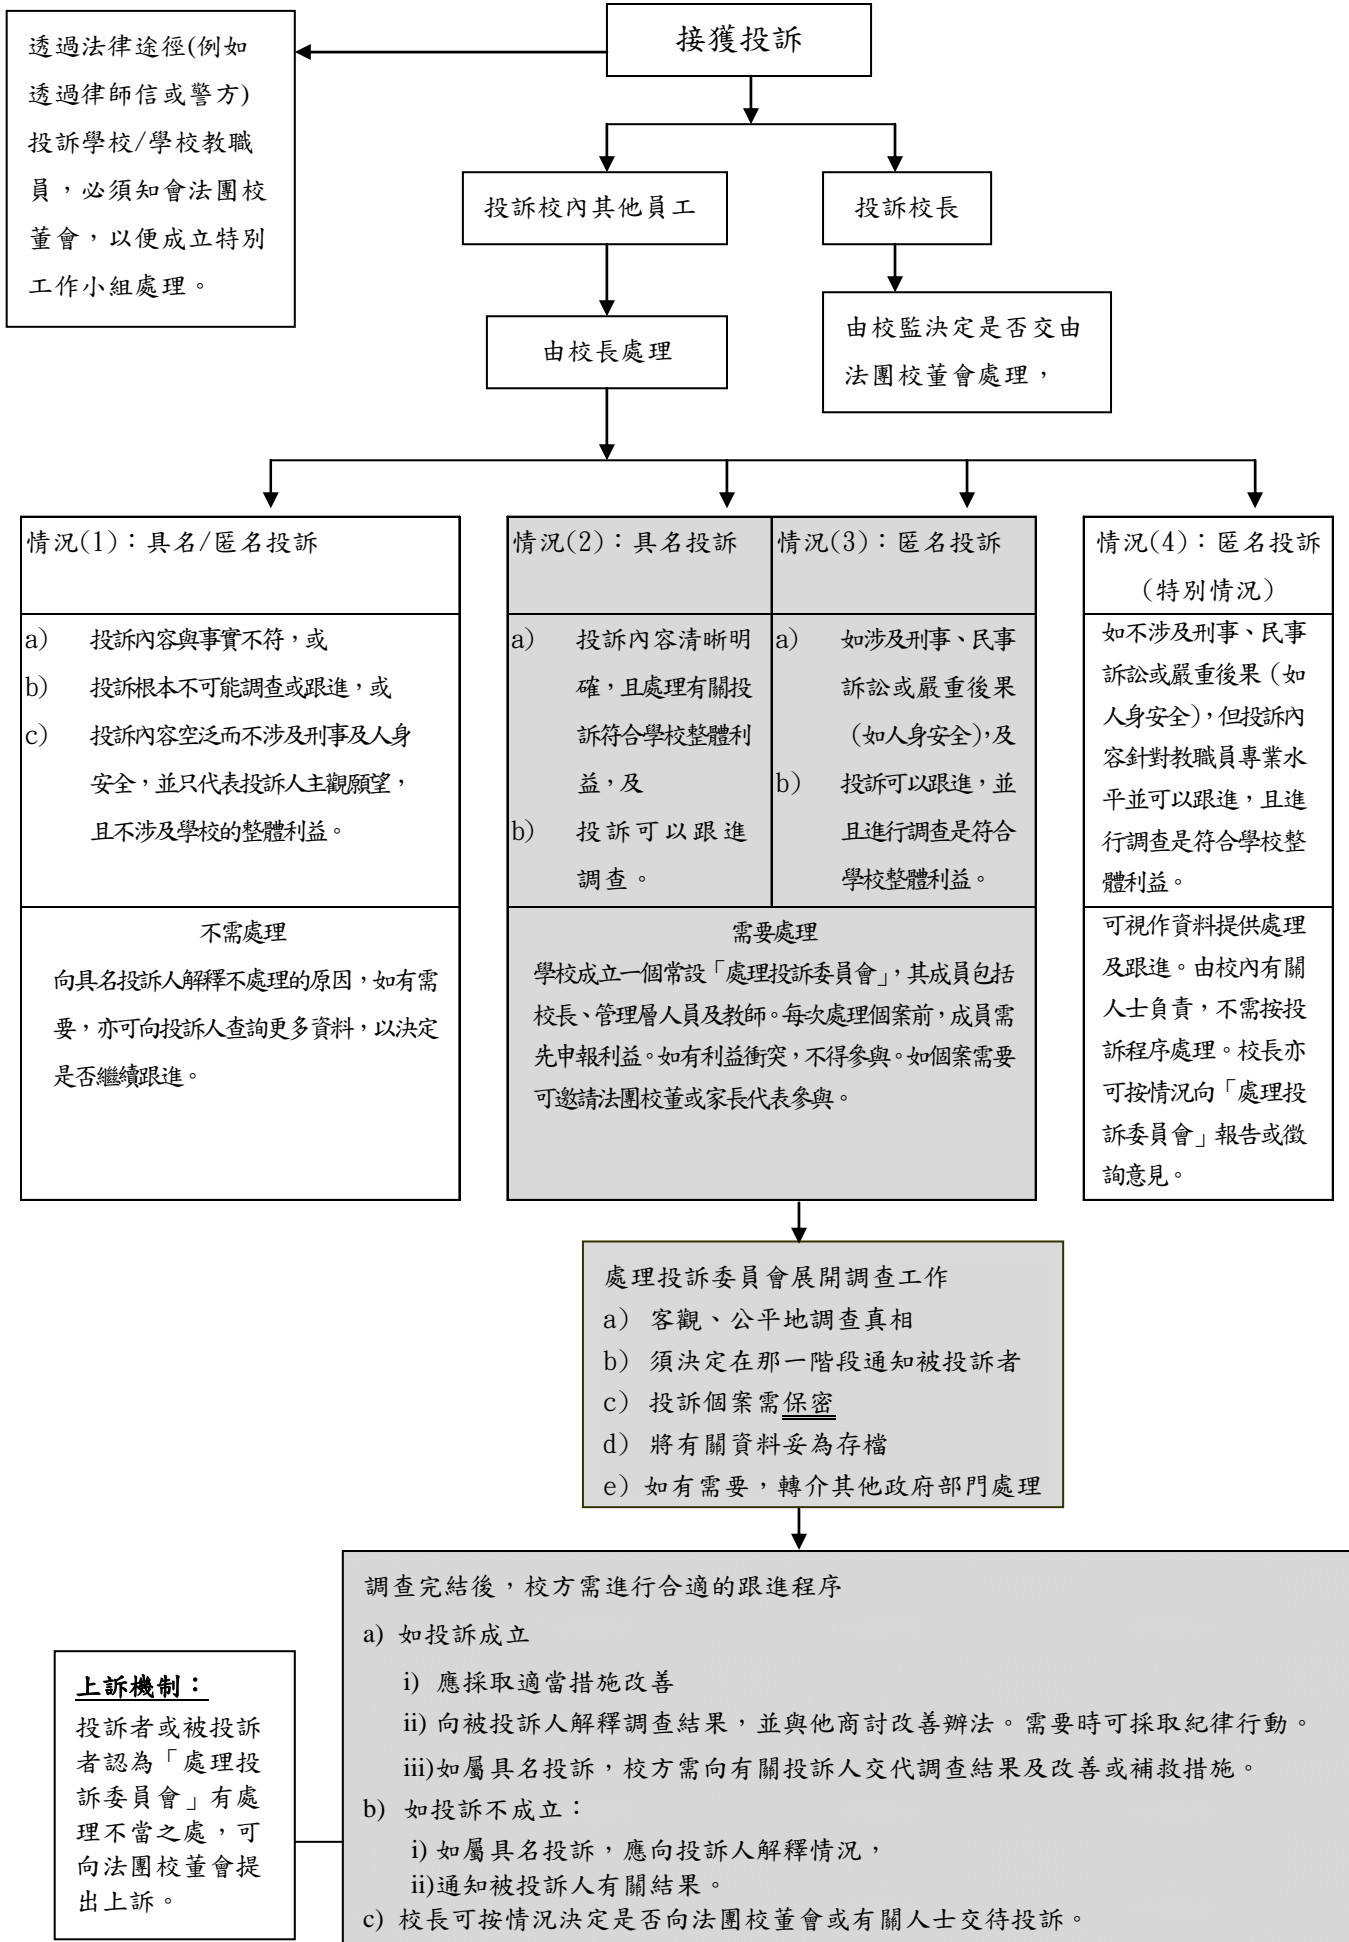 接獲投訴
透過法律途徑(例如
透過律師信或警方)
投訴學校/學校教職
員，必須知會法團校
董會，以便成立特別
工作小組處理。
投訴校內其他員工
投訴校長
由校長處理
由校監決定是否交由
法團校董會處理，
情況(1)：具名/匿名投訴
a) 投訴內容與事實不符，或
b) 投訴根本不可能調查或跟進，或
c) 投訴內容空泛而不涉及刑事及人身
安全，並只代表投訴人主觀願望，
且不涉及學校的整體利益。
不需處理
向具名投訴人解釋不處理的原因，如有需
要，亦可向投訴人查詢更多資料，以決定
是否繼續跟進。
情況(2)：具名投訴
a) 投訴內容清晰明
確，且處理有關投
訴符合學校整體利
益，及
b) 投訴可以跟進
調查。
情況(3)：匿名投訴
a) 如涉及刑事、民事
訴訟或嚴重後果
（如人身安全），及
b) 投訴可以跟進，並
且進行調查是符合
學校整體利益。
需要處理
學校成立一個常設「處理投訴委員會」，其成員包括
校長、管理層人員及教師。每次處理個案前，成員需
先申報利益。如有利益衝突，不得參與。如個案需要
可邀請法團校董或家長代表參與。
情況(4)：匿名投訴
（特別情況）
如不涉及刑事、民事
訴訟或嚴重後果（如
人身安全），但投訴內
容針對教職員專業水
平並可以跟進，且進
行調查是符合學校整
體利益。
可視作資料提供處理
及跟進。由校內有關
人士負責，不需按投
訴程序處理。校長亦
可按情況向「處理投
訴委員會」報告或徵
詢意見。
處理投訴委員會展開調查工作
a) 客觀、公平地調查真相
b) 須決定在那一階段通知被投訴者
c) 投訴個案需保密
d) 將有關資料妥為存檔
e) 如有需要，轉介其他政府部門處理
調查完結後，校方需進行合適的跟進程序
a) 如投訴成立
i) 應採取適當措施改善
ii) 向被投訴人解釋調查結果，並與他商討改善辦法。需要時可採取紀律行動。
iii)如屬具名投訴，校方需向有關投訴人交代調查結果及改善或補救措施。
b) 如投訴不成立：
i) 如屬具名投訴，應向投訴人解釋情況，
ii)通知被投訴人有關結果。
c) 校長可按情況決定是否向法團校董會或有關人士交待投訴。
上訴機制：
投訴者或被投訴
者認為「處理投
訴委員會」有處
理不當之處，可
向法團校董會提
出上訴。